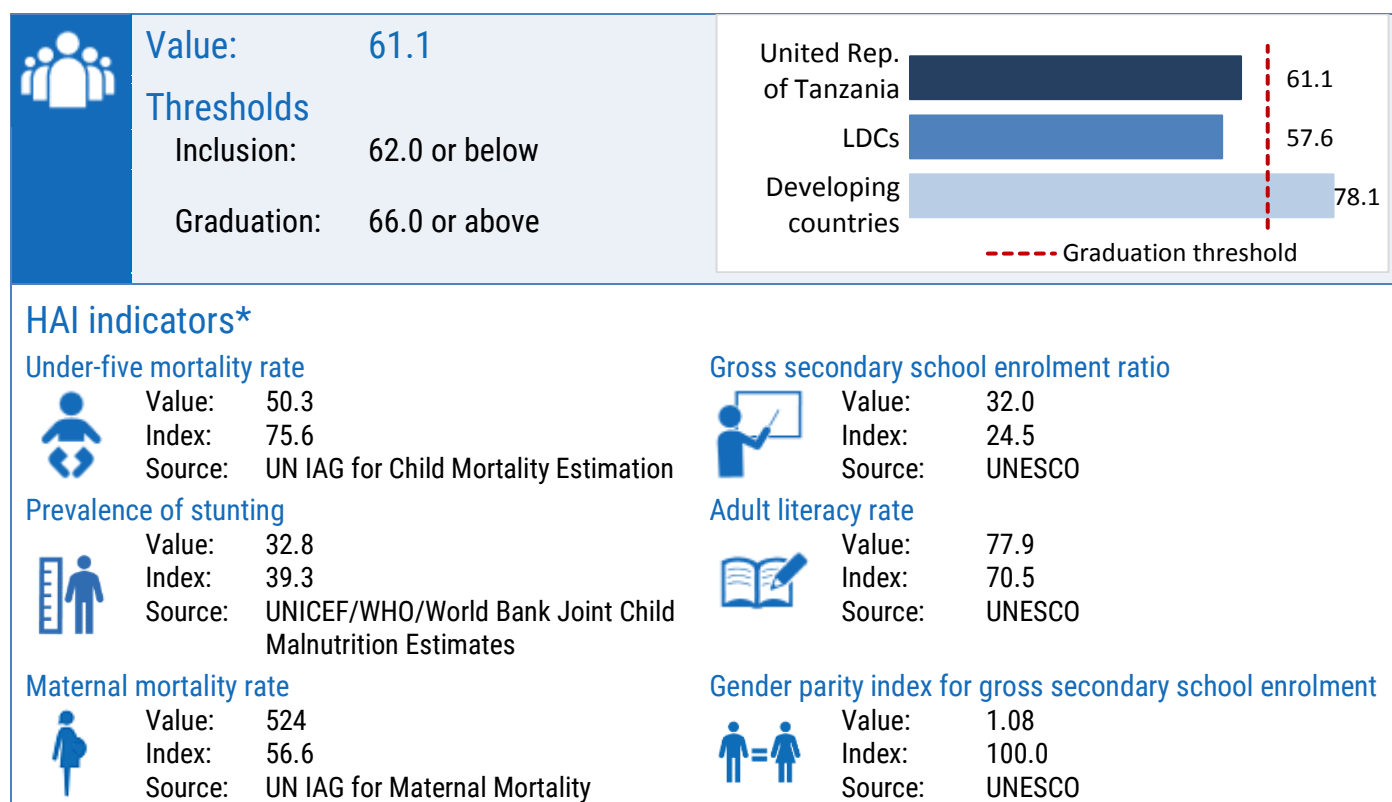 Value: 61.1
Thresholds
Inclusion: 62.0 or below
Graduation: 66.0 or above
United Rep.
of Tanzania
61.1
LDCs
57.6
Developing
countries
78.1
Graduation threshold
HAI indicators*
Under-five mortality rate
Value: 50.3
Index: 75.6
Source: UN IAG for Child Mortality Estimation
Prevalence of stunting
Value: 32.8
Index: 39.3
Source: UNICEF/WHO/World Bank Joint Child
Malnutrition Estimates
Maternal mortality rate
Value: 524
Index: 56.6
Source: UN IAG for Maternal Mortality
Gross secondary school enrolment ratio
Value: 32.0
Index: 24.5
Source: UNESCO
Adult literacy rate
Value: 77.9
Index: 70.5
Source: UNESCO
Gender parity index for gross secondary school enrolment
Value: 1.08
Index: 100.0
Source: UNESCO